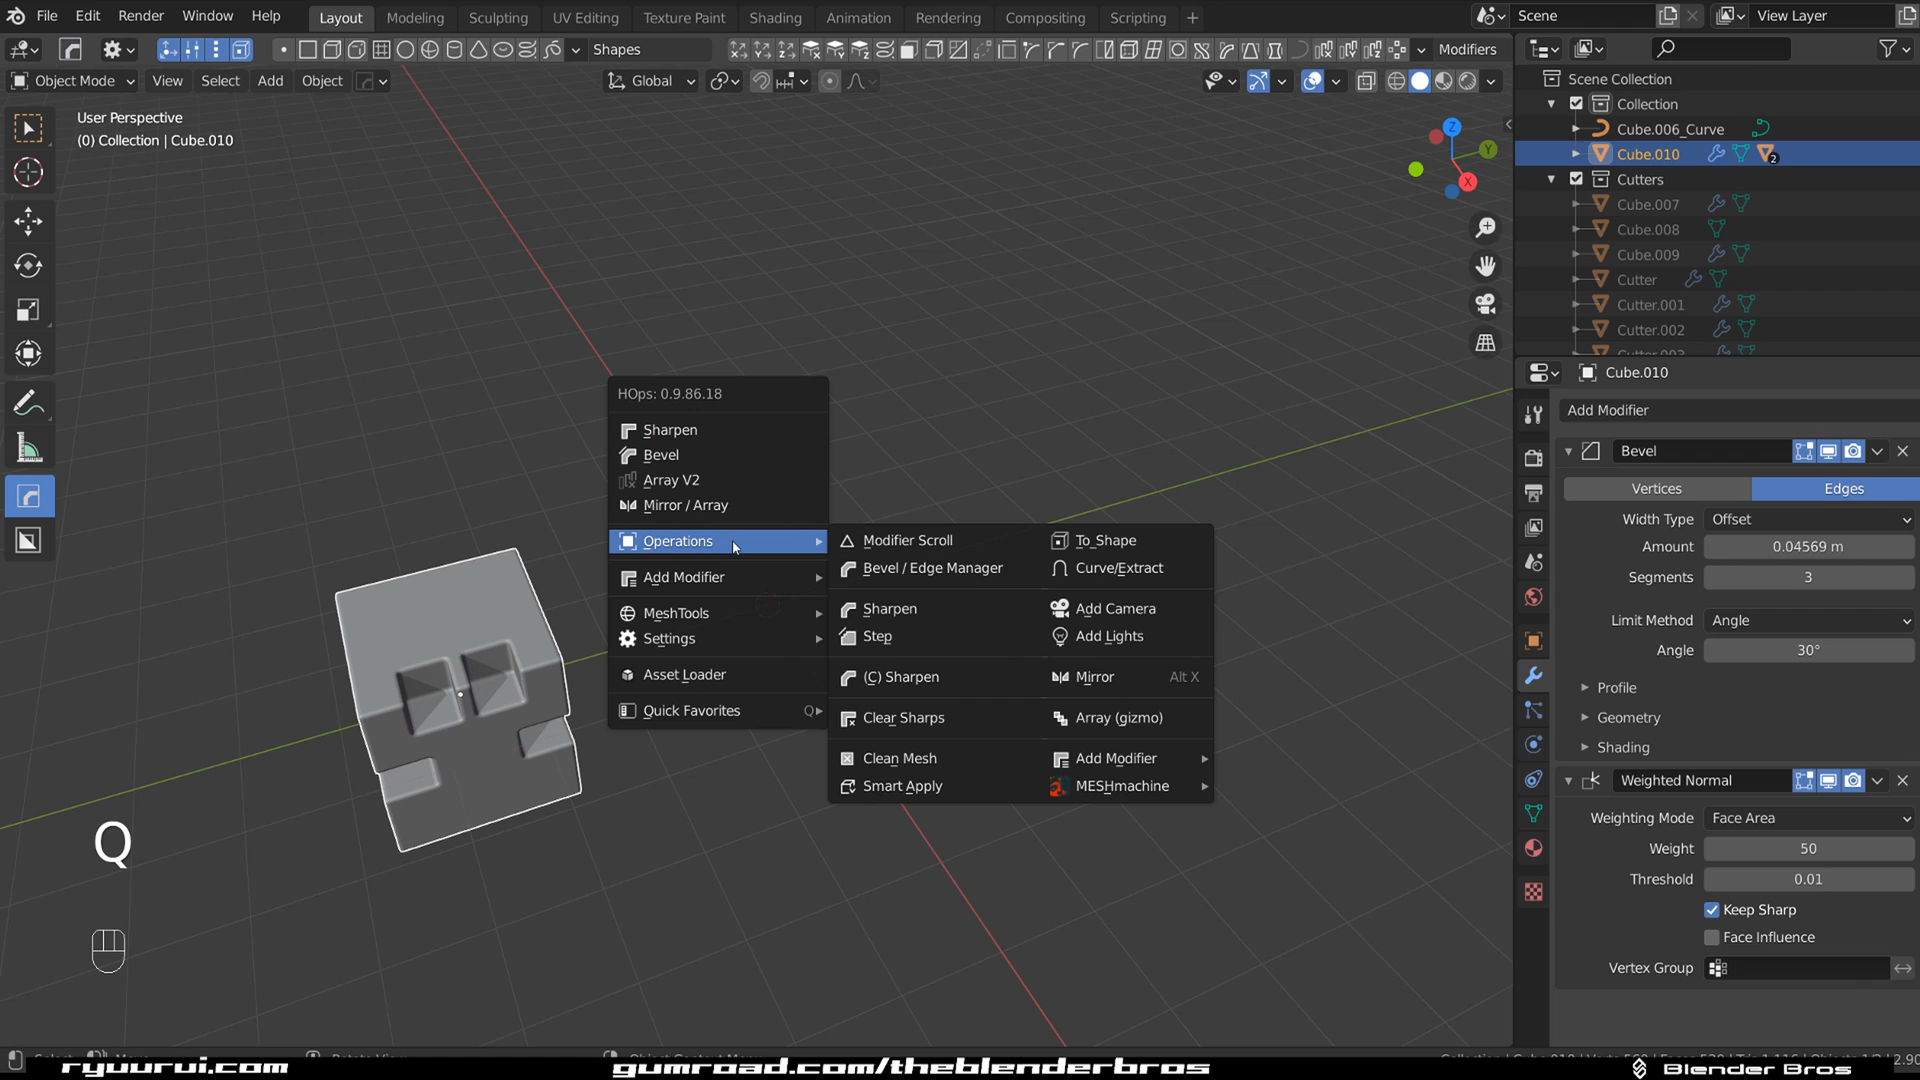 File Edit Render Window Help Layout Modeling Sculpting UV Editing Texture Paint Shading Animation Rendering Compositing Scripting + Scene View Layer
Shapes Modifiers
Object Mode View Select Add Object Global
User Perspective
(0) Collection | Cube.010
Z
Y
X
Scene Collection
Collection
Cube.006_Curve
Cube.010 2
Cutters
Cube.007
Cube.008
Cube.009
Cutter
Cutter.001
Cutter.002
Cutter.003
HOps: 0.9.86.18
Sharpen
Bevel
Array V2
Mirror / Array
Operations
Add Modifier
MeshTools
Settings
Asset Loader
Quick Favorites Q
Modifier Scroll To_Shape
Bevel / Edge Manager Curve/Extract
Sharpen Add Camera
Step Add Lights
(C) Sharpen Mirror Alt X
Clear Sharps Array (gizmo)
Clean Mesh Add Modifier
Smart Apply MESHmachine
Cube.010
Add Modifier
Bevel
Vertices Edges
Width Type Offset
Amount 0.04569 m
Segments 3
Limit Method Angle
Angle 30°
Profile
Geometry
Shading
Weighted Normal
Weighting Mode Face Area
Weight 50
Threshold 0.01
Keep Sharp
Face Influence
Vertex Group
Q
ryuurui.com gumroad.com/theblenderbros Blender Bros